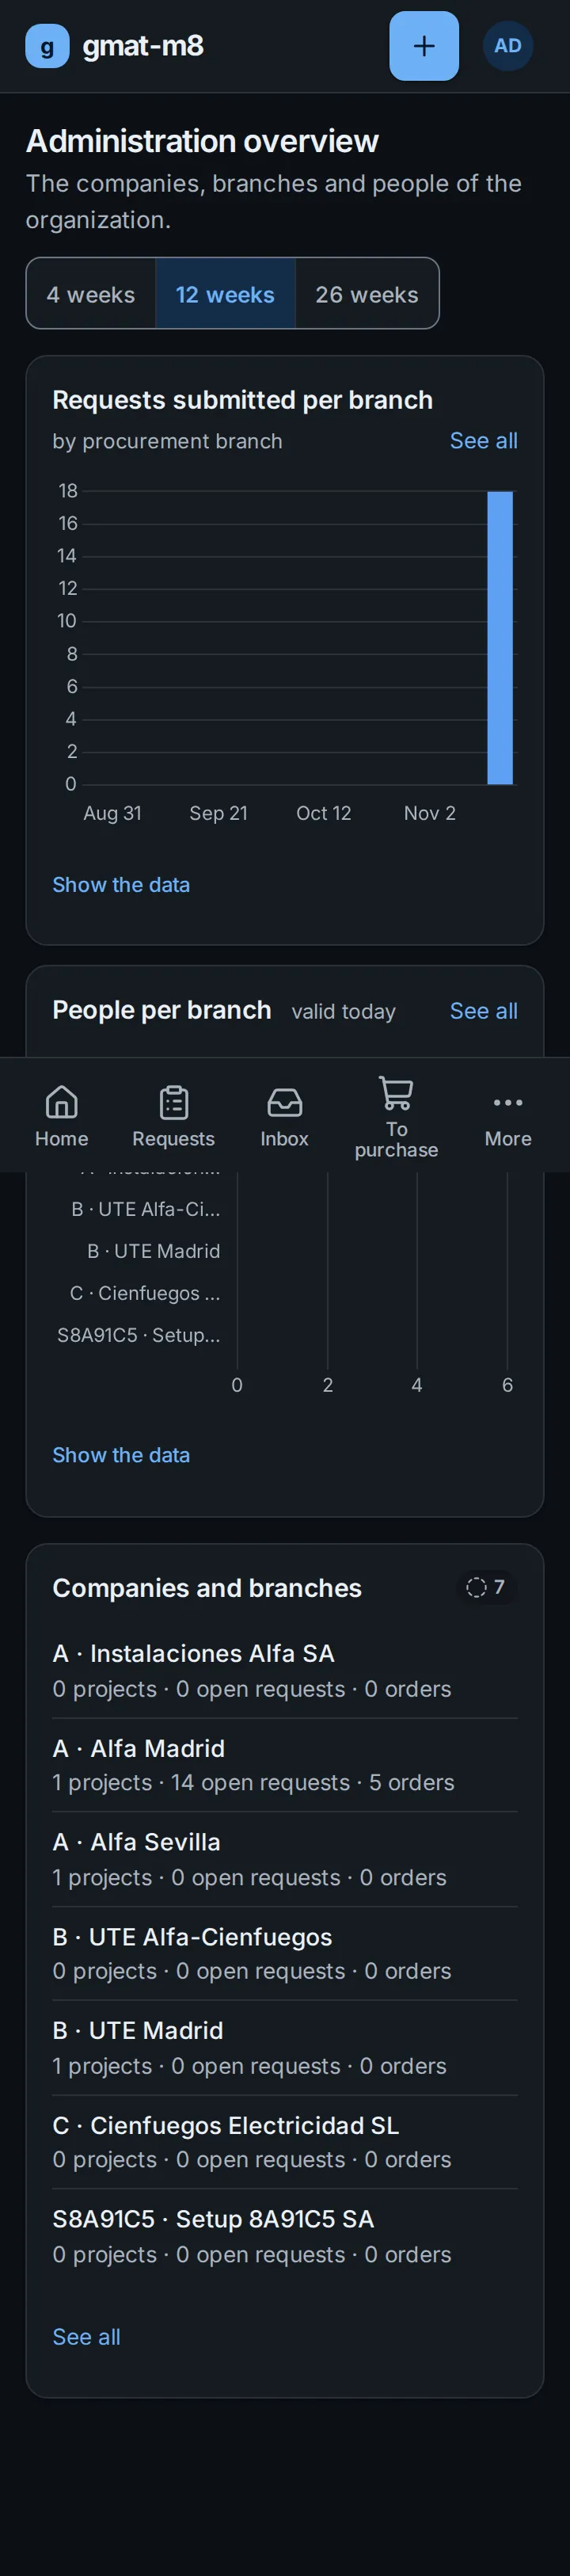 g gmat-m8 AD
Administration overview
The companies, branches and people of the
organization.
4 weeks 12 weeks 26 weeks
Requests submitted per branch
by procurement branch See all
18
16
14
12
10
8
6
4
2
0
Aug 31 Sep 21 Oct 12 Nov 2
Show the data
People per branch valid today See all
Home Requests Inbox To purchase More
B · UTE Alfa-Ci...
B · UTE Madrid
C · Cienfuegos ...
S8A91C5 · Setup...
0 2 4 6
Show the data
Companies and branches 7
A · Instalaciones Alfa SA
0 projects · 0 open requests · 0 orders
A · Alfa Madrid
1 projects · 14 open requests · 5 orders
A · Alfa Sevilla
1 projects · 0 open requests · 0 orders
B · UTE Alfa-Cienfuegos
0 projects · 0 open requests · 0 orders
B · UTE Madrid
1 projects · 0 open requests · 0 orders
C · Cienfuegos Electricidad SL
0 projects · 0 open requests · 0 orders
S8A91C5 · Setup 8A91C5 SA
0 projects · 0 open requests · 0 orders
See all